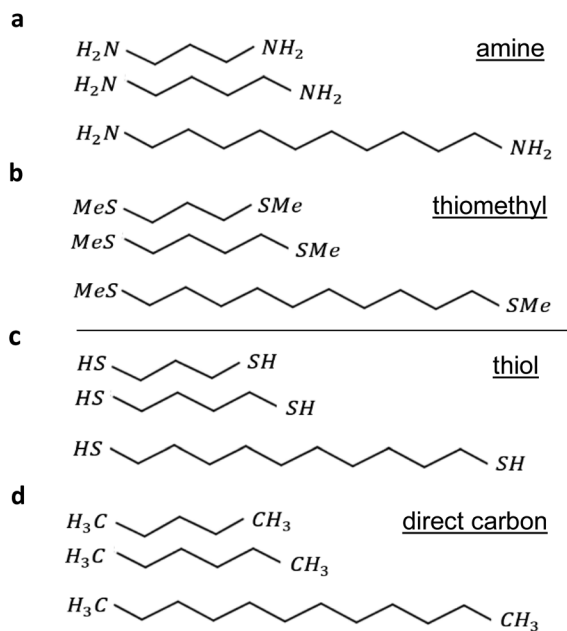 a
H₂N NH₂ amine
H₂N NH₂
H₂N NH₂
b
MeS SMe thiomethyl
MeS SMe
MeS SMe
c
HS SH thiol
HS SH
HS SH
d
H₃C CH₃ direct carbon
H₃C CH₃
H₃C CH₃